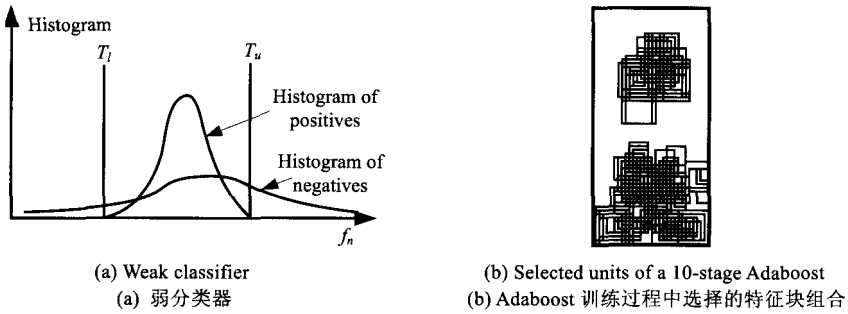 Histogram
T_l
T_u
Histogram of
positives
Histogram of
negatives
f_n
(a) Weak classifier
(a) 弱分类器
(b) Selected units of a 10-stage Adaboost
(b) Adaboost 训练过程中选择的特征块组合